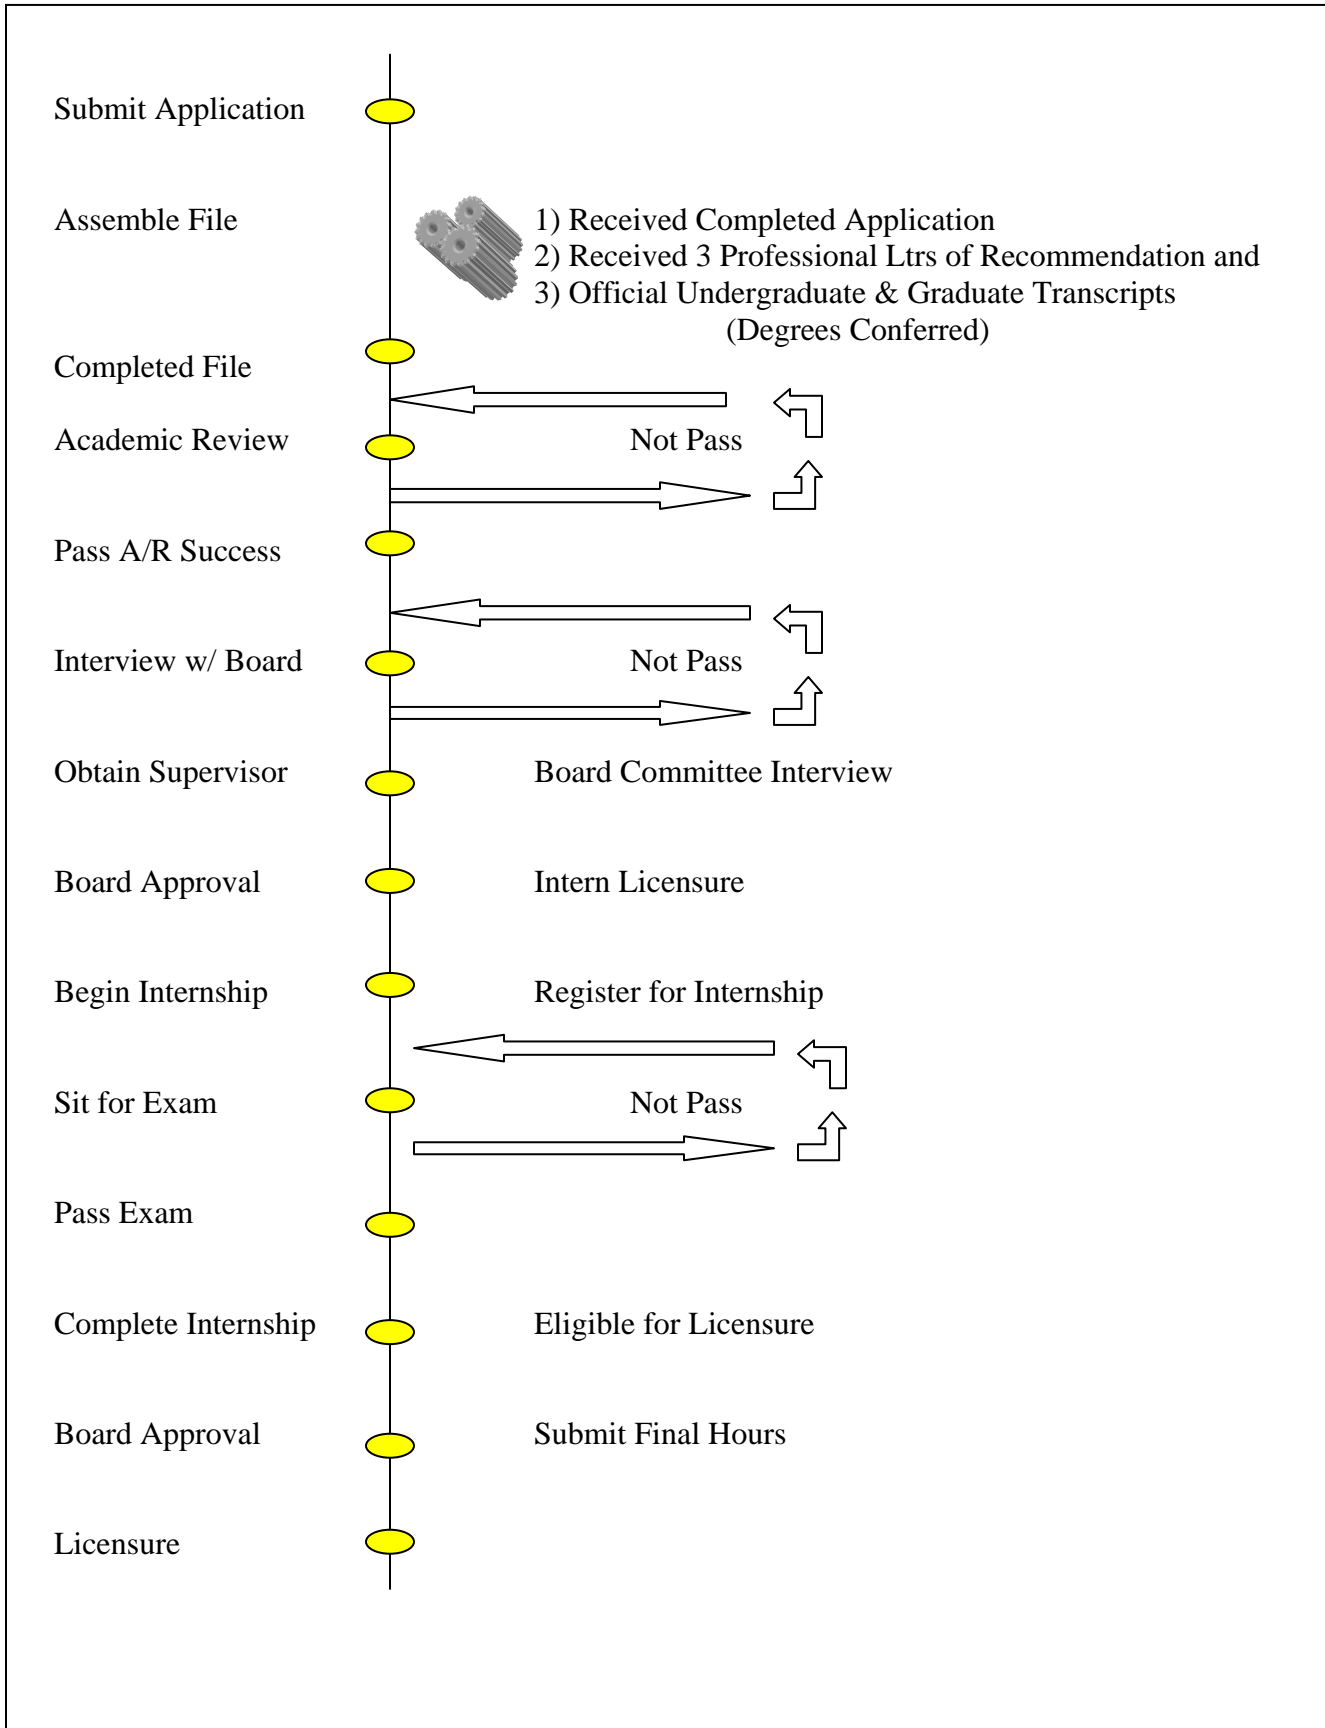 Submit Application
Assemble File
1) Received Completed Application
2) Received 3 Professional Ltrs of Recommendation and
3) Official Undergraduate & Graduate Transcripts
(Degrees Conferred)
Completed File
Academic Review
Not Pass
Pass A/R Success
Interview w/ Board
Not Pass
Obtain Supervisor
Board Committee Interview
Board Approval
Intern Licensure
Begin Internship
Register for Internship
Sit for Exam
Not Pass
Pass Exam
Complete Internship
Eligible for Licensure
Board Approval
Submit Final Hours
Licensure